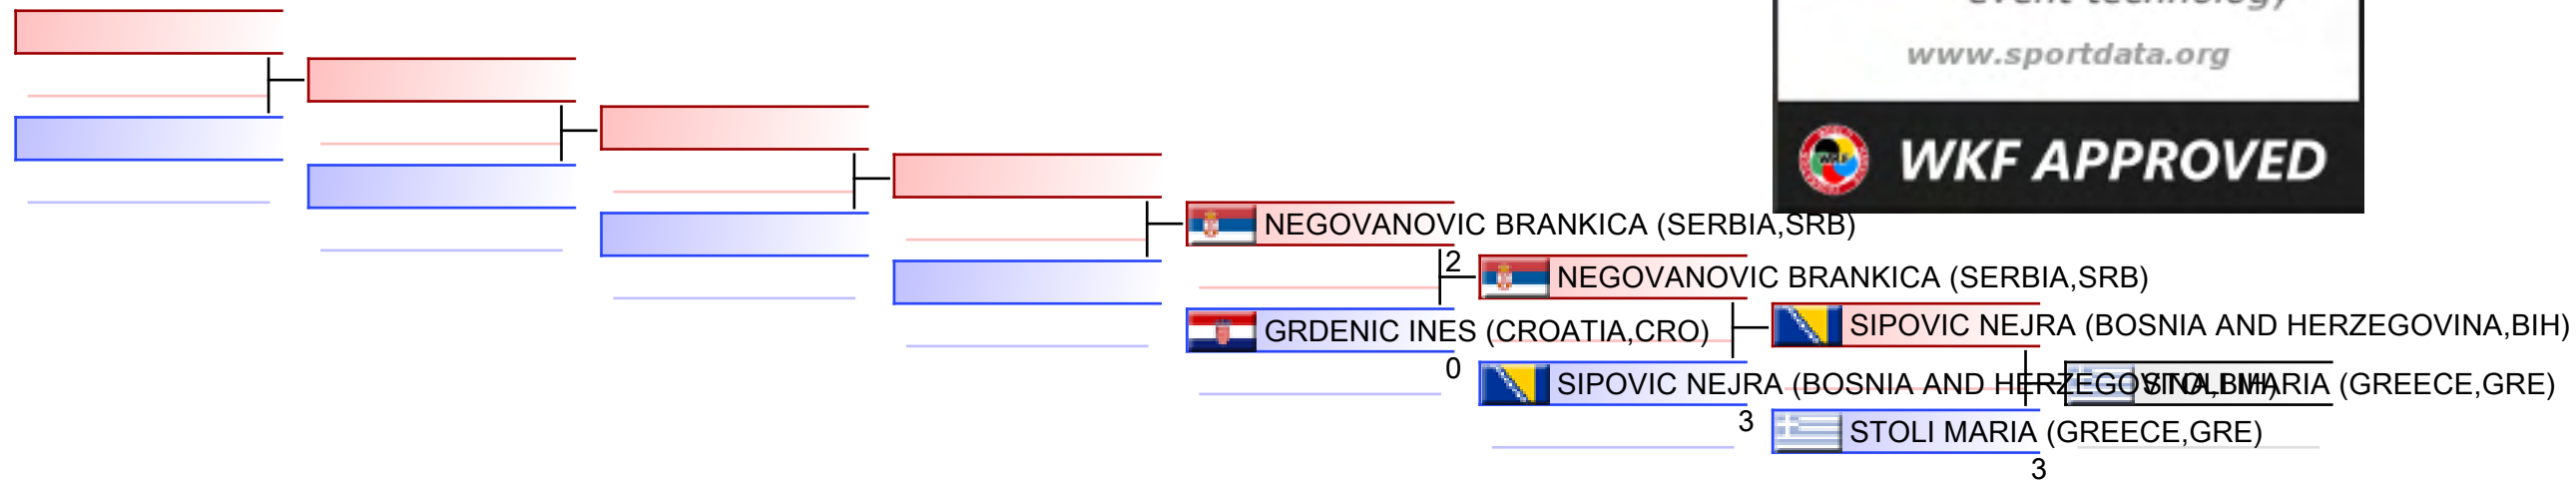 event technology
www.sportdata.org
WKF APPROVED
NEGOVANOVIC BRANKICA (SERBIA,SRB)
2
NEGOVANOVIC BRANKICA (SERBIA,SRB)
GRDENIC INES (CROATIA,CRO)
SIPOVIC NEJRA (BOSNIA AND HERZEGOVINA,BIH)
0
SIPOVIC NEJRA (BOSNIA AND HERZEGOVINA,BIH)
STOLI MARIA (GREECE,GRE)
3
STOLI MARIA (GREECE,GRE)
3